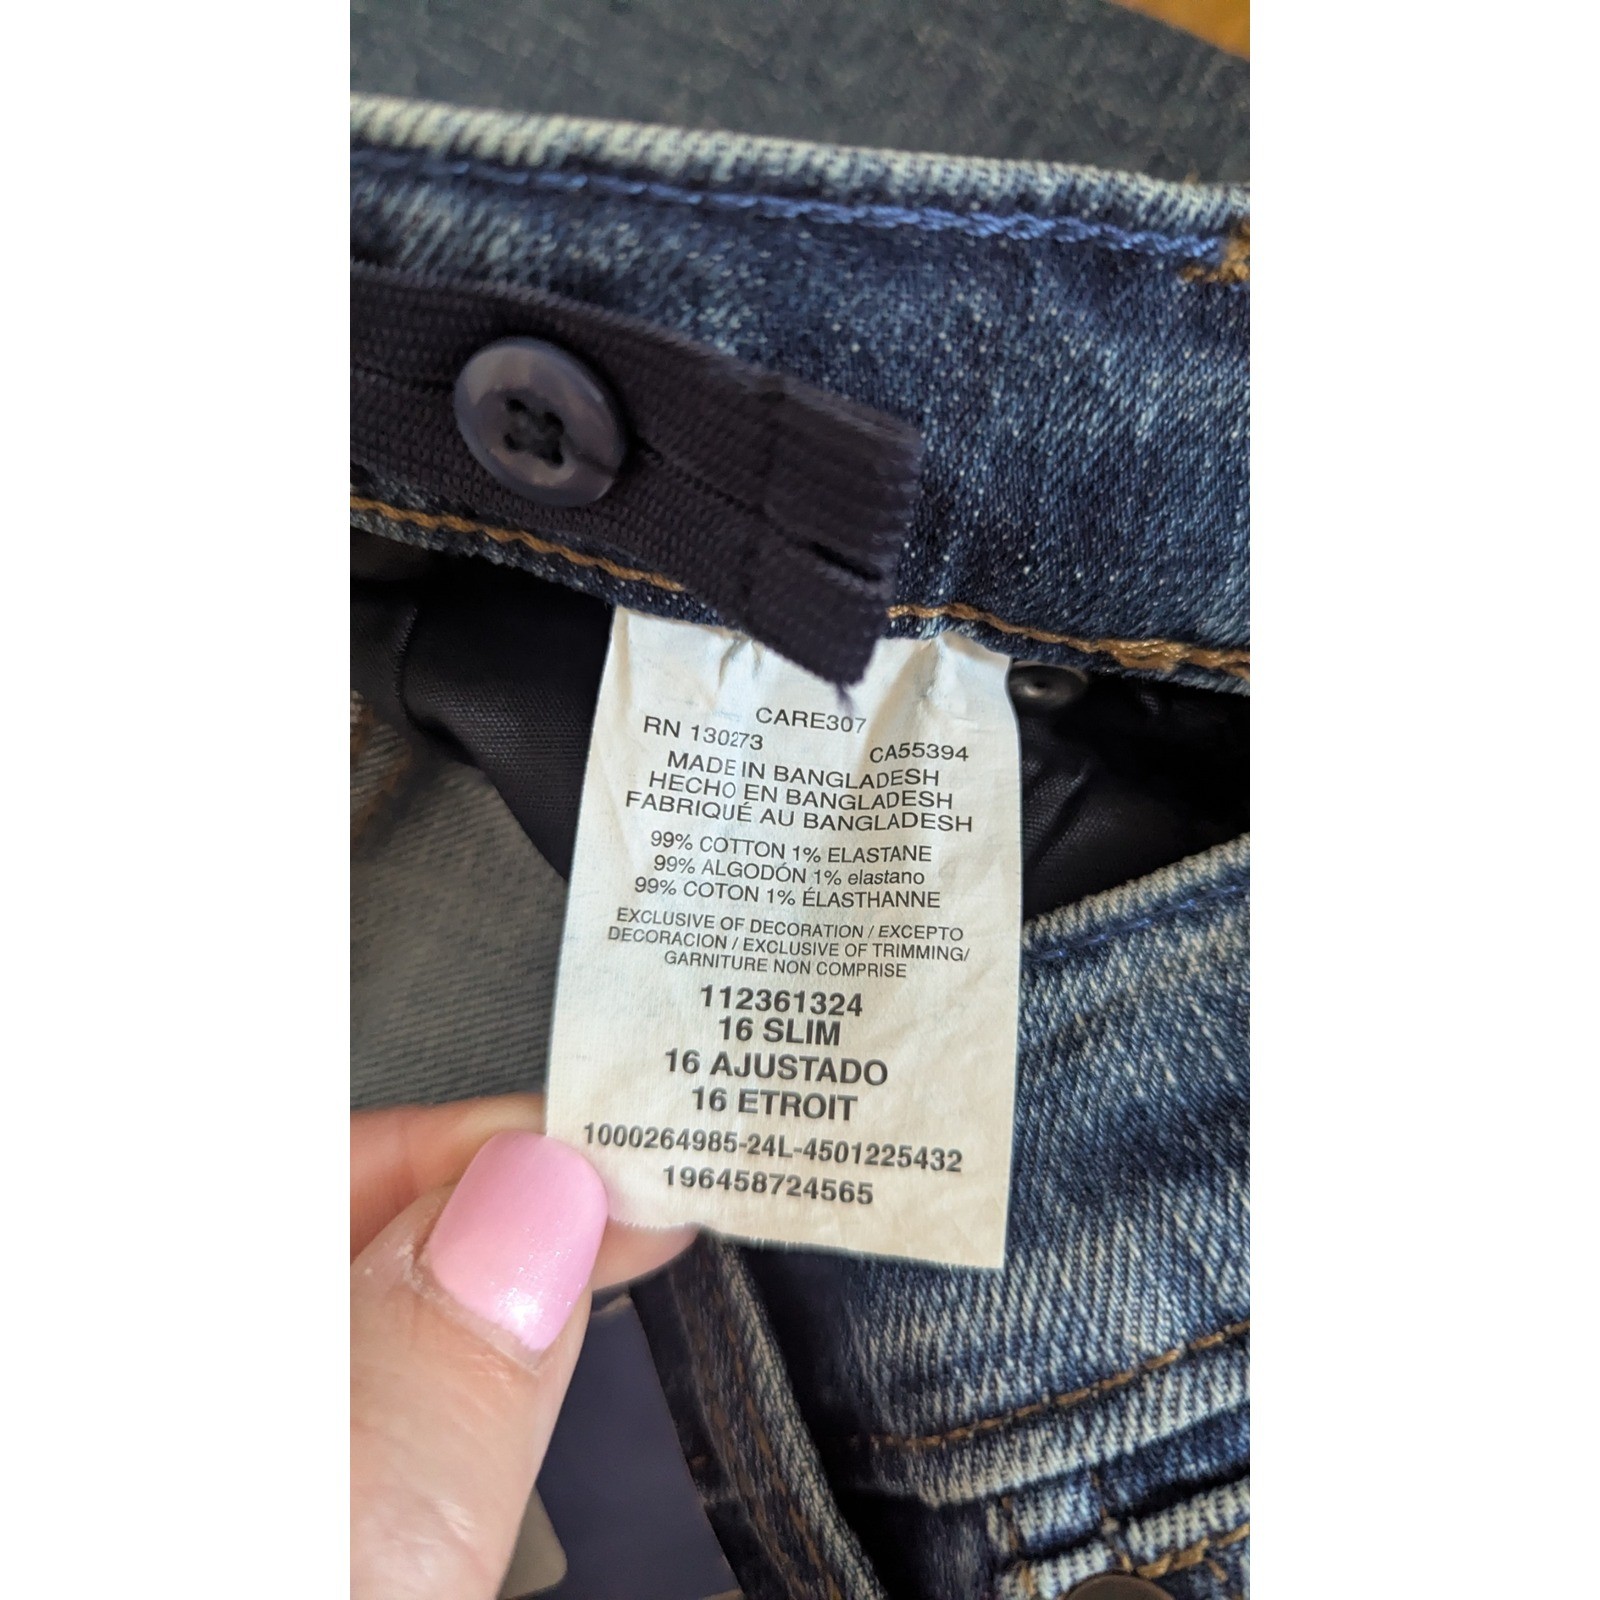 CARE307
RN 130273 CA55394
MADE IN BANGLADESH
HECHO EN BANGLADESH
FABRIQUÉ AU BANGLADESH
99% COTTON 1% ELASTANE
99% ALGODÓN 1% elastano
99% COTON 1% ÉLASTHANNE
EXCLUSIVE OF DECORATION / EXCEPTO
DECORACION / EXCLUSIVE OF TRIMMING/
GARNITURE NON COMPRISE
112361324
16 SLIM
16 AJUSTADO
16 ETROIT
1000264985-24L-4501225432
196458724565